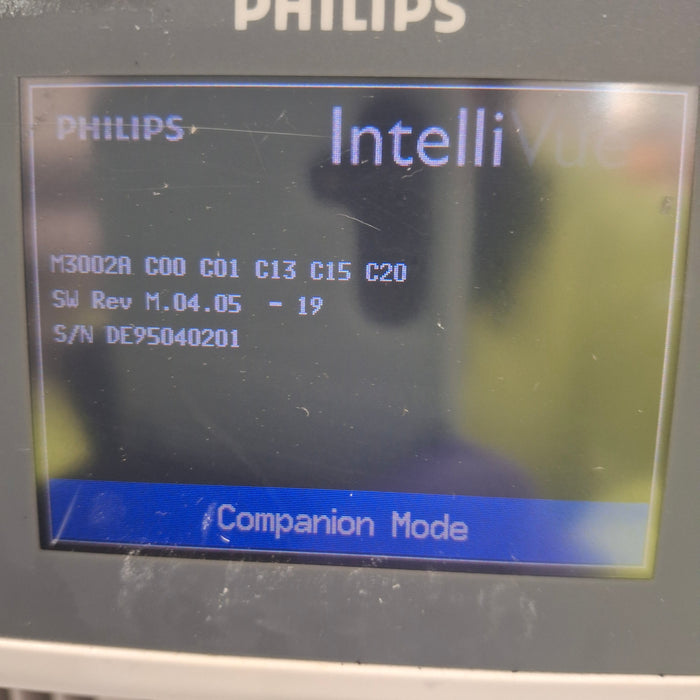 PHILIPS
PHILIPS
IntelliVue
M3002A C00 C01 C13 C15 C20
SW Rev M.04.05 - 19
S/N DE95040201
Companion Mode